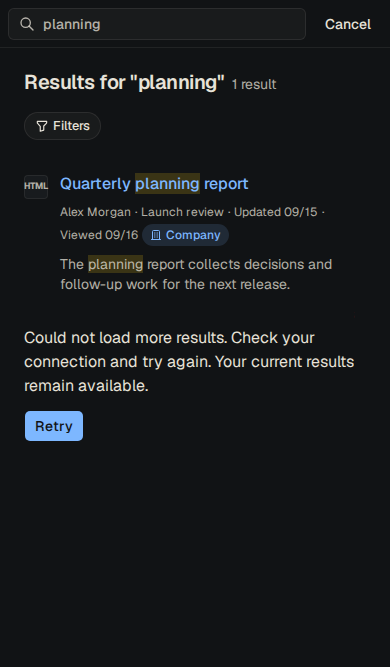 planning
Cancel
Results for "planning" 1 result
Filters
HTML
Quarterly planning report
Alex Morgan · Launch review · Updated 09/15 ·
Viewed 09/16 Company
The planning report collects decisions and
follow-up work for the next release.
Could not load more results. Check your
connection and try again. Your current results
remain available.
Retry